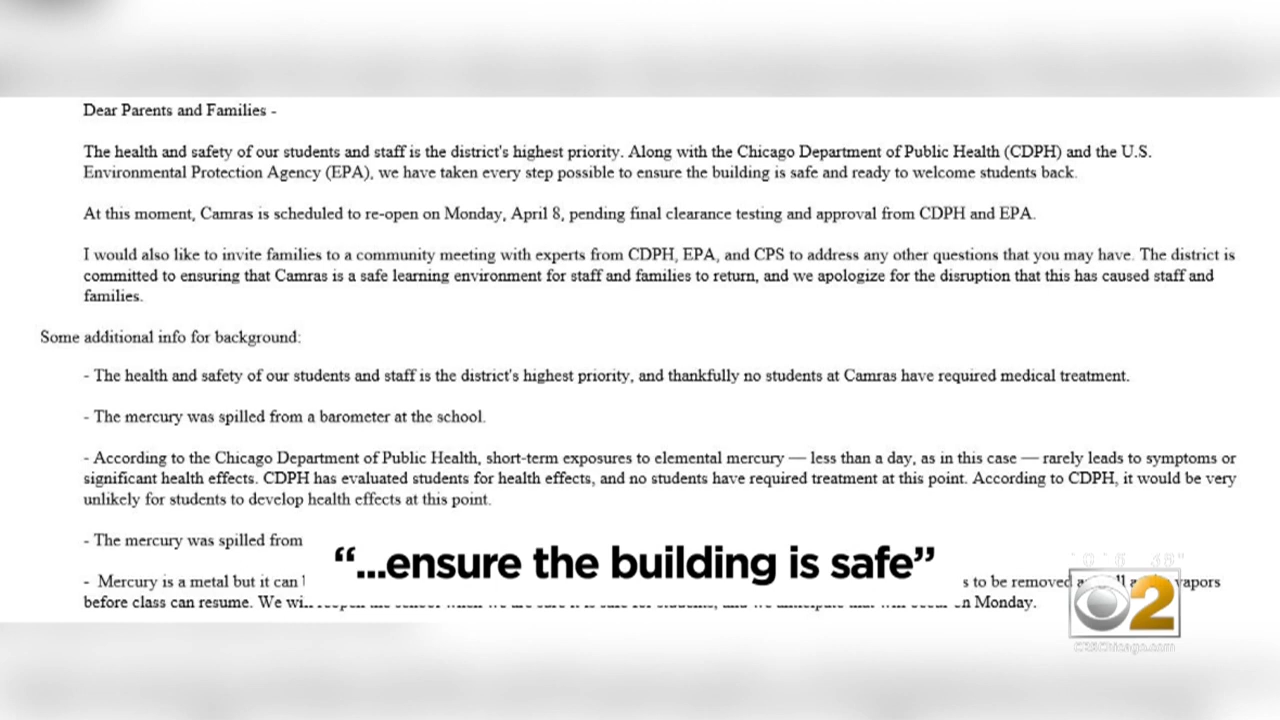 Dear Parents and Families -
The health and safety of our students and staff is the district's highest priority. Along with the Chicago Department of Public Health (CDPH) and the U.S.
Environmental Protection Agency (EPA), we have taken every step possible to ensure the building is safe and ready to welcome students back.
At this moment, Camras is scheduled to re-open on Monday, April 8, pending final clearance testing and approval from CDPH and EPA.
I would also like to invite families to a community meeting with experts from CDPH, EPA, and CPS to address any other questions that you may have. The district is
committed to ensuring that Camras is a safe learning environment for staff and families to return, and we apologize for the disruption that this has caused staff and
families.
Some additional info for background:
- The health and safety of our students and staff is the district's highest priority, and thankfully no students at Camras have required medical treatment.
- The mercury was spilled from a barometer at the school.
- According to the Chicago Department of Public Health, short-term exposures to elemental mercury — less than a day, as in this case — rarely leads to symptoms or
significant health effects. CDPH has evaluated students for health effects, and no students have required treatment at this point. According to CDPH, it would be very
unlikely for students to develop health effects at this point.
- The mercury was spilled from
“...ensure the building is safe”
- Mercury is a metal but it can s to be removed vapors
before class can resume. We on Monday.
2
CBSChicago.com